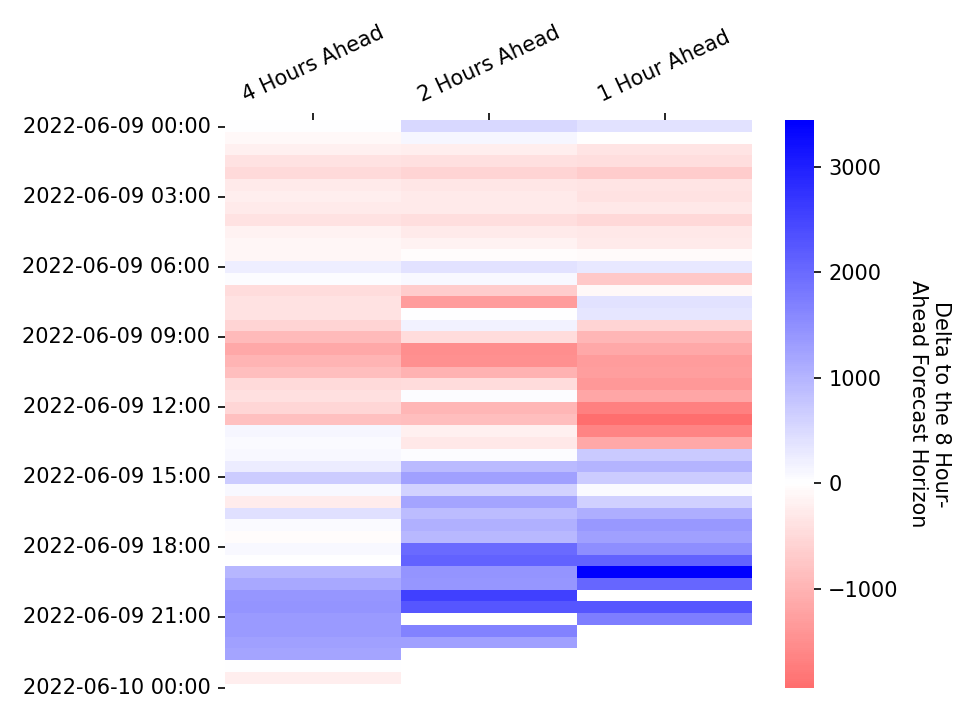 4 Hours Ahead
2 Hours Ahead
1 Hour Ahead
2022-06-09 00:00
2022-06-09 03:00
2022-06-09 06:00
2022-06-09 09:00
2022-06-09 12:00
2022-06-09 15:00
2022-06-09 18:00
2022-06-09 21:00
2022-06-10 00:00
3000
2000
1000
0
−1000
Delta to the 8 Hour-
Ahead Forecast Horizon